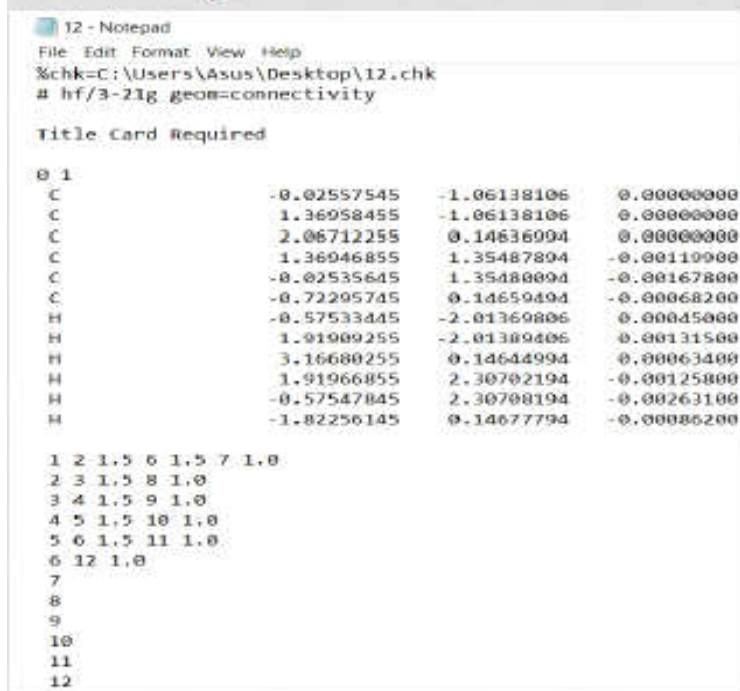 12 - Notepad
File Edit Format View Help
%chk=C:\Users\Asus\Desktop\12.chk
# hf/3-21g geom=connectivity
Title Card Required
0 1
C -0.02557545 -1.06138106 0.00000000
C 1.36958455 -1.06138106 0.00000000
C 2.06712255 0.14636994 0.00000000
C 1.36946855 1.35487894 -0.00119900
C -0.02535645 1.35480094 -0.00167800
C -0.72295745 0.14659494 -0.00068200
H -0.57533445 -2.01369806 0.00045000
H 1.91909255 -2.01389406 0.00131500
H 3.16680255 0.14644994 0.00063400
H 1.91966855 2.30702194 -0.00125800
H -0.57547845 2.30708194 -0.00263100
H -1.82256145 0.14677794 -0.00086200
1 2 1.5 6 1.5 7 1.0
2 3 1.5 8 1.0
3 4 1.5 9 1.0
4 5 1.5 10 1.0
5 6 1.5 11 1.0
6 12 1.0
7
8
9
10
11
12